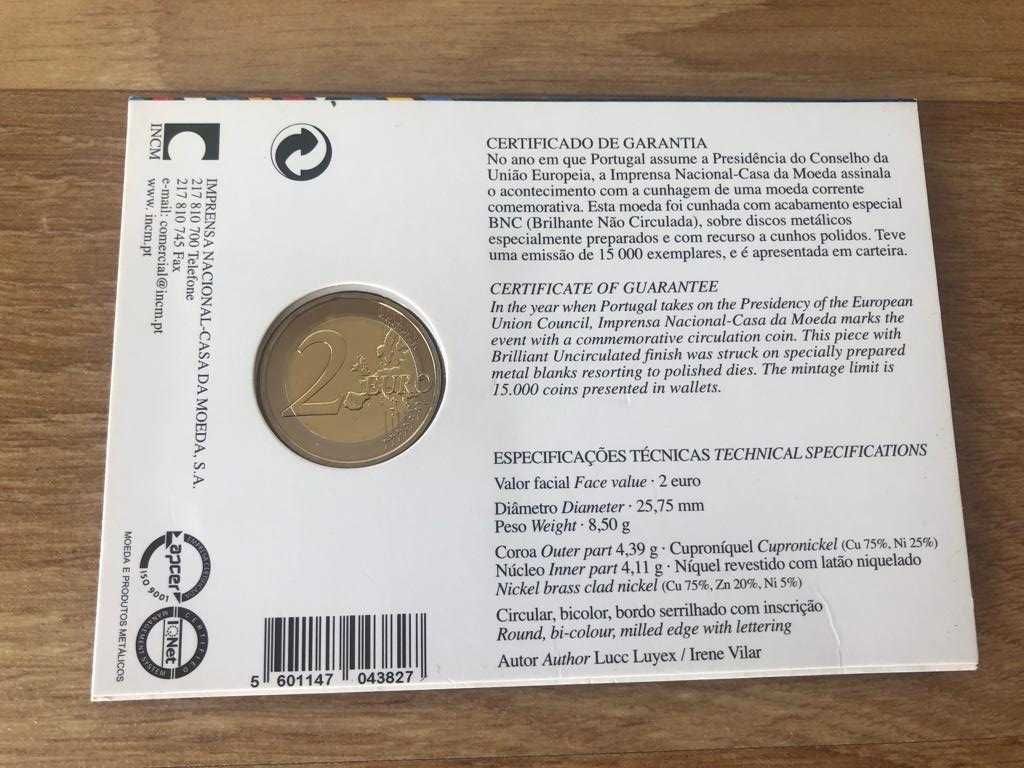 INCM
IMPRENSA NACIONAL-CASA DA MOEDA, S.A.
217 810 700 Telefone
217 810 745 Fax
e-mail: comercial@incm.pt
www. incm.pt
CERTIFICADO DE GARANTIA
No ano em que Portugal assume a Presidência do Conselho da
União Europeia, a Imprensa Nacional-Casa da Moeda assinala
o acontecimento com a cunhagem de uma moeda corrente
comemorativa. Esta moeda foi cunhada com acabamento especial
BNC (Brilhante Não Circulada), sobre discos metálicos
especialmente preparados e com recurso a cunhos polidos. Teve
uma emissão de 15 000 exemplares, e é apresentada em carteira.
CERTIFICATE OF GUARANTEE
In the year when Portugal takes on the Presidency of the European
Union Council, Imprensa Nacional-Casa da Moeda marks the
event with a commemorative circulation coin. This piece with
Brilliant Uncirculated finish was struck on specially prepared
metal blanks resorting to polished dies. The mintage limit is
15.000 coins presented in wallets.
2 EURO
ESPECIFICAÇÕES TÉCNICAS TECHNICAL SPECIFICATIONS
Valor facial Face value · 2 euro
Diâmetro Diameter · 25,75 mm
Peso Weight · 8,50 g
Coroa Outer part 4,39 g · Cuproníquel Cupronickel (Cu 75%, Ni 25%)
Núcleo Inner part 4,11 g · Níquel revestido com latão niquelado
Nickel brass clad nickel (Cu 75%, Zn 20%, Ni 5%)
Circular, bicolor, bordo serrilhado com inscrição
Round, bi-colour, milled edge with lettering
Autor Author Lucc Luyex / Irene Vilar
apcer
ISO 9001
CERTIFIED
IQNet
MANAGEMENT SYSTEM
MOEDA E PRODUTOS METÁLICOS
5 601147 043827